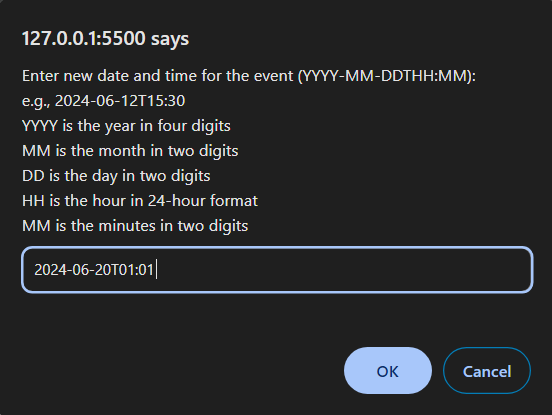 127.0.0.1:5500 says
Enter new date and time for the event (YYYY-MM-DDTHH:MM):
e.g., 2024-06-12T15:30
YYYY is the year in four digits
MM is the month in two digits
DD is the day in two digits
HH is the hour in 24-hour format
MM is the minutes in two digits
2024-06-20T01:01
OK Cancel